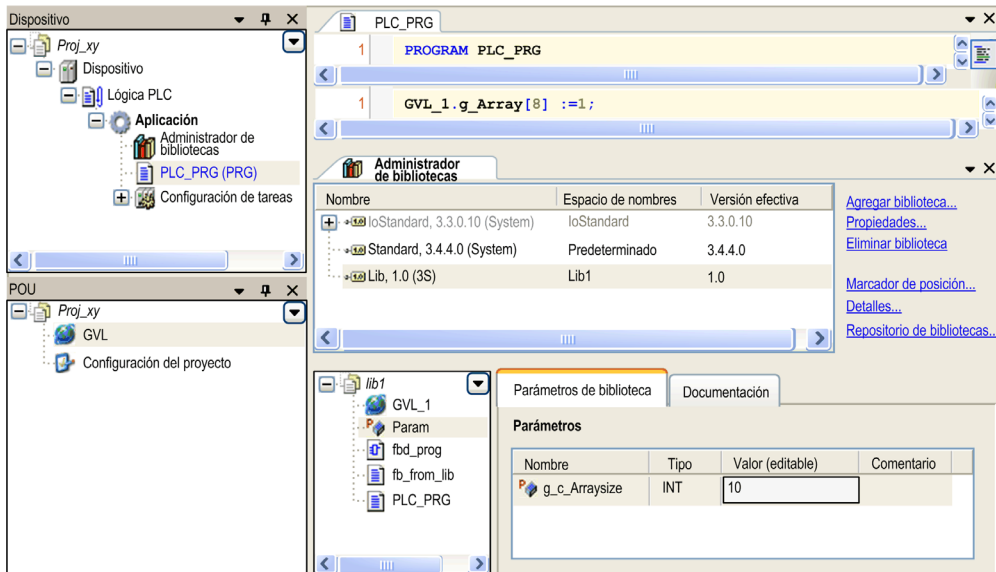 Dispositivo
Proj_xy
Dispositivo
Lógica PLC
Aplicación
Administrador de
bibliotecas
PLC_PRG (PRG)
Configuración de tareas
POU
Proj_xy
GVL
Configuración del proyecto
PLC_PRG
1 PROGRAM PLC_PRG
1 GVL_1.g_Array[8] :=1;
Administrador
de bibliotecas
Nombre Espacio de nombres Versión efectiva
IoStandard, 3.3.0.10 (System) IoStandard 3.3.0.10
Standard, 3.4.4.0 (System) Predeterminado 3.4.4.0
Lib, 1.0 (3S) Lib1 1.0
Agregar biblioteca...
Propiedades...
Eliminar biblioteca
Marcador de posición...
Detalles...
Repositorio de bibliotecas..
lib1
GVL_1
Param
fbd_prog
fb_from_lib
PLC_PRG
Parámetros de biblioteca Documentación
Parámetros
Nombre Tipo Valor (editable) Comentario
g_c_Arraysize INT 10